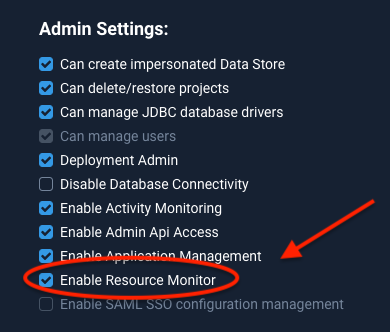 Admin Settings:
Can create impersonated Data Store
Can delete/restore projects
Can manage JDBC database drivers
Can manage users
Deployment Admin
Disable Database Connectivity
Enable Activity Monitoring
Enable Admin Api Access
Enable Application Management
Enable Resource Monitor
Enable SAML SSO configuration management